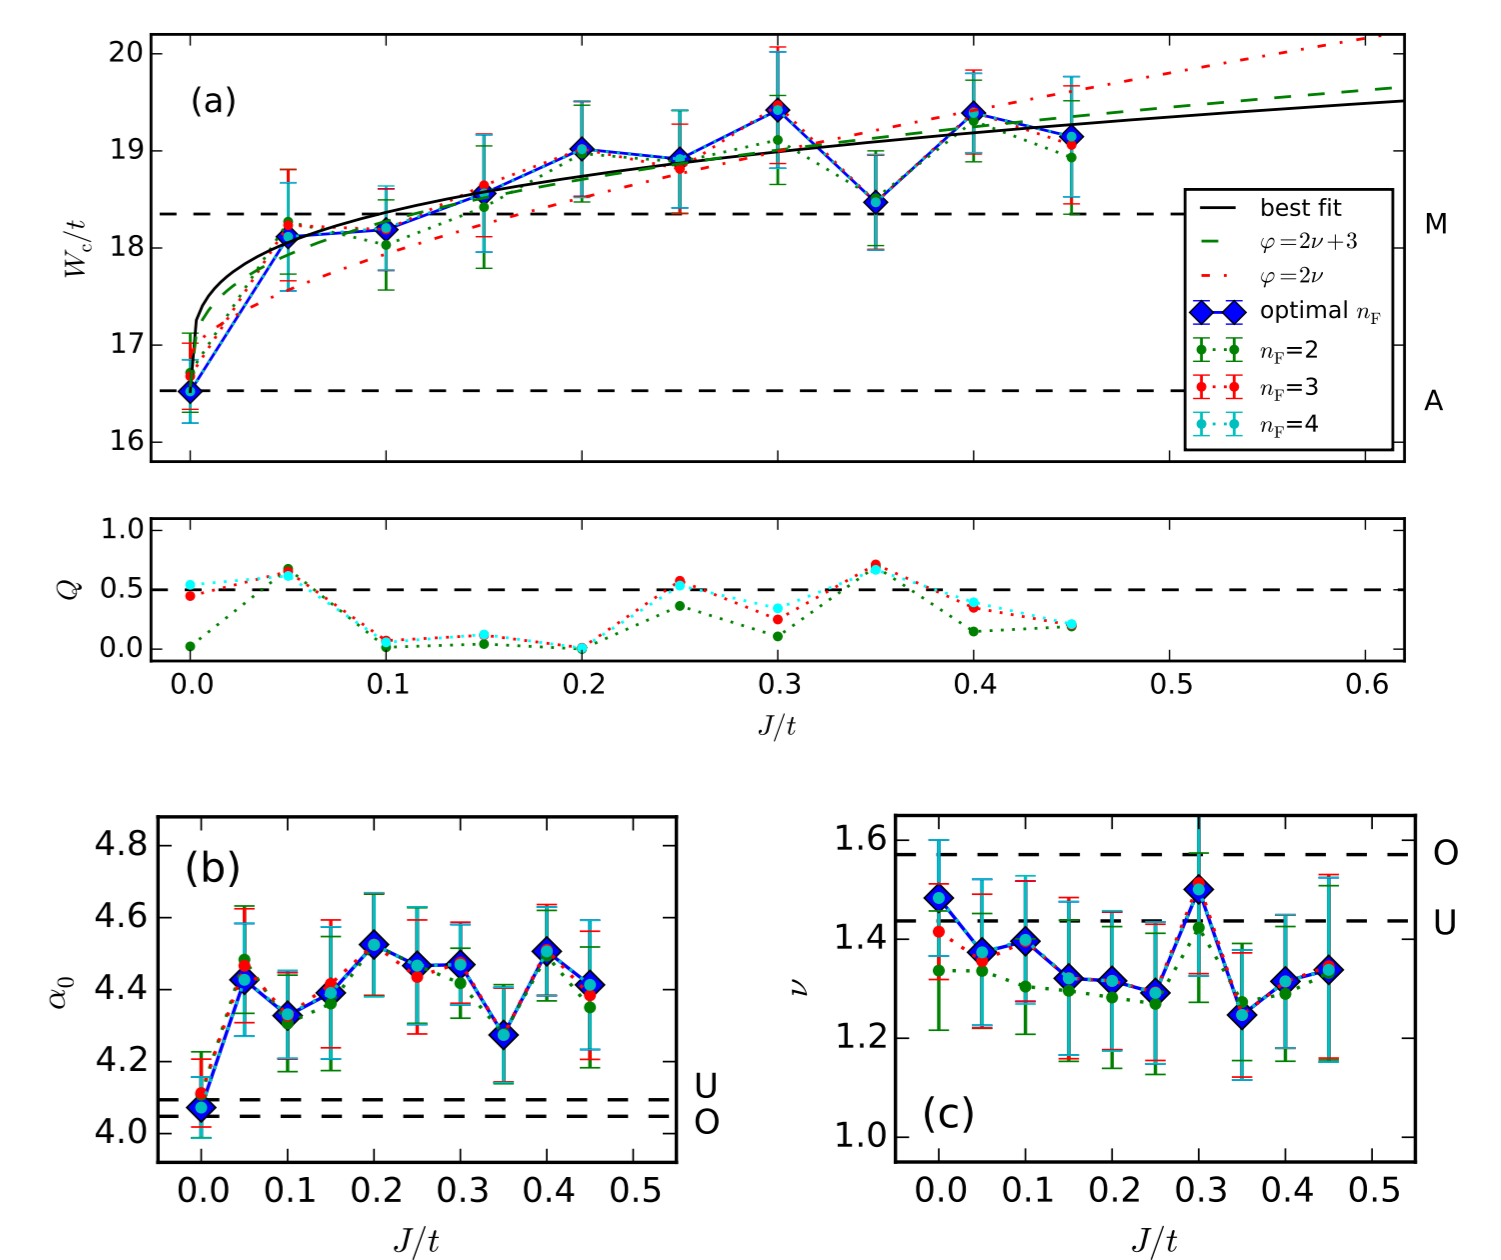 20
19
18
17
16
W_c/t
(a)
M
A
best fit
φ=2ν+3
φ=2ν
optimal n_F
n_F=2
n_F=3
n_F=4
1.0
0.5
0.0
Q
0.0 0.1 0.2 0.3 0.4 0.5 0.6
J/t
4.8
4.6
4.4
4.2
4.0
α_0
(b)
U
O
0.0 0.1 0.2 0.3 0.4 0.5
J/t
1.6
1.4
1.2
1.0
ν
(c)
O
U
0.0 0.1 0.2 0.3 0.4 0.5
J/t